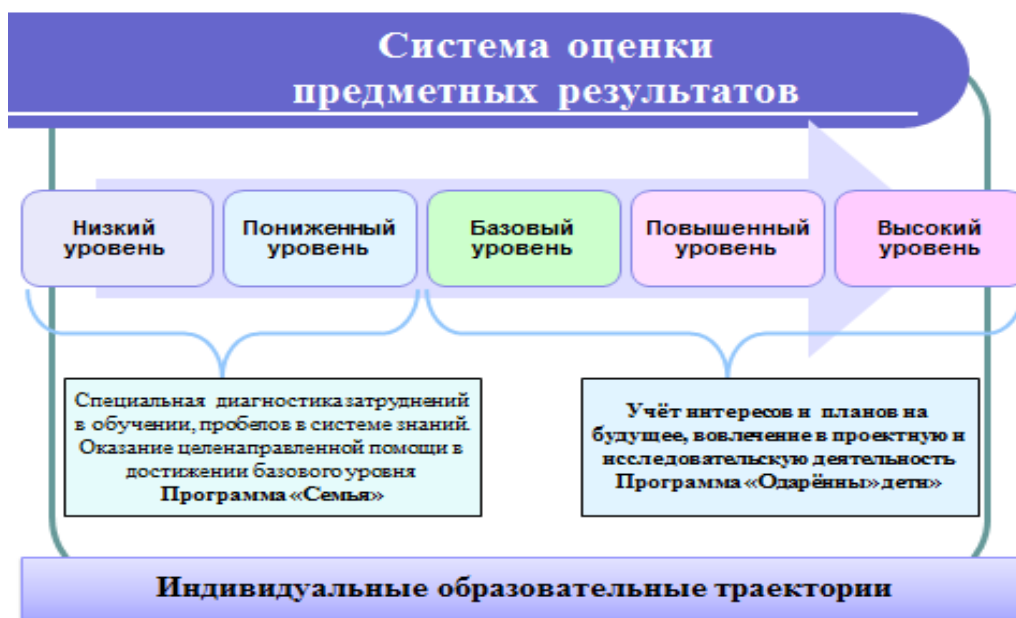 Система оценки
предметных результатов
Низкий
уровень
Пониженный
уровень
Базовый
уровень
Повышенный
уровень
Высокий
уровень
Специальная диагностика затруднений
в обучении, пробелов в системе знаний.
Оказание целенаправленной помощи в
достижении базового уровня
Программа «Семья»
Учёт интересов и планов на
будущее, вовлечение в проектную и
исследовательскую деятельность
Программа «Одарённы» дети»
Индивидуальные образовательные траектории